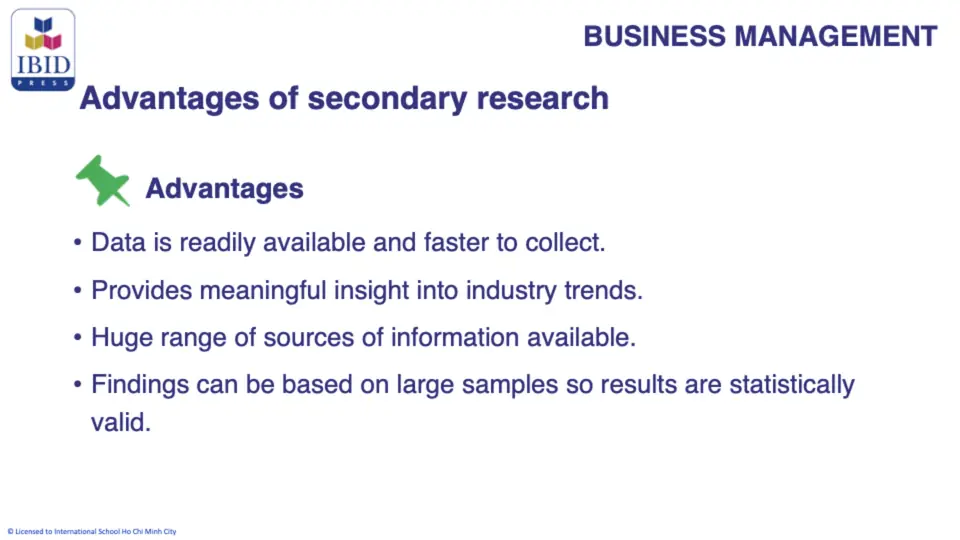 IBID
PRESS
BUSINESS MANAGEMENT
Advantages of secondary research
Advantages
• Data is readily available and faster to collect.
• Provides meaningful insight into industry trends.
• Huge range of sources of information available.
• Findings can be based on large samples so results are statistically
valid.
© Licensed to International School Ho Chi Minh City